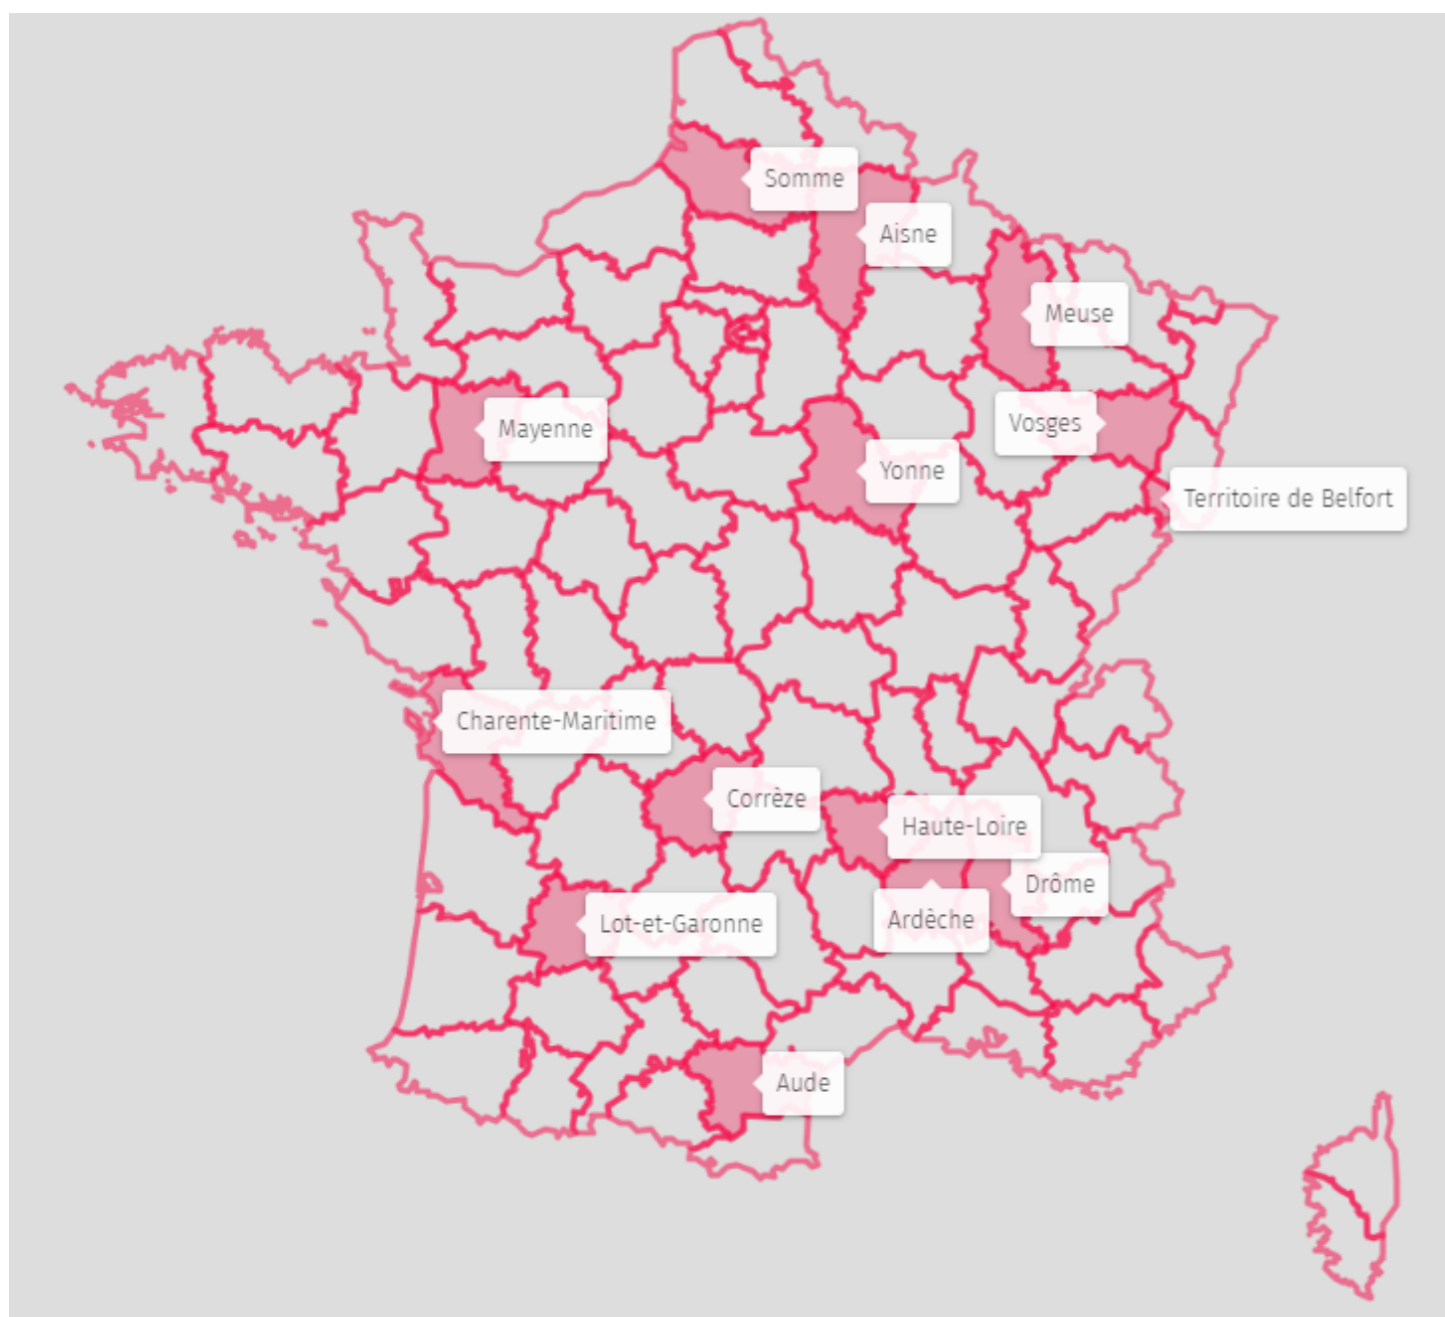 Somme
Aisne
Meuse
Vosges
Mayenne
Yonne
Territoire de Belfort
Charente-Maritime
Corrèze
Haute-Loire
Drôme
Ardèche
Lot-et-Garonne
Aude